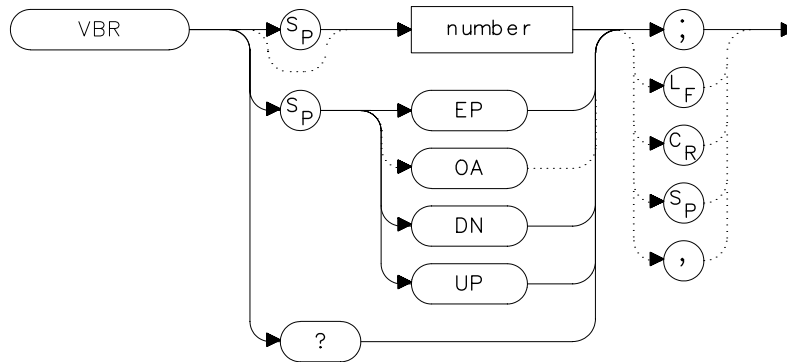 VBR SP number ;
SP EP LF
OA CR
DN SP
UP ,
?